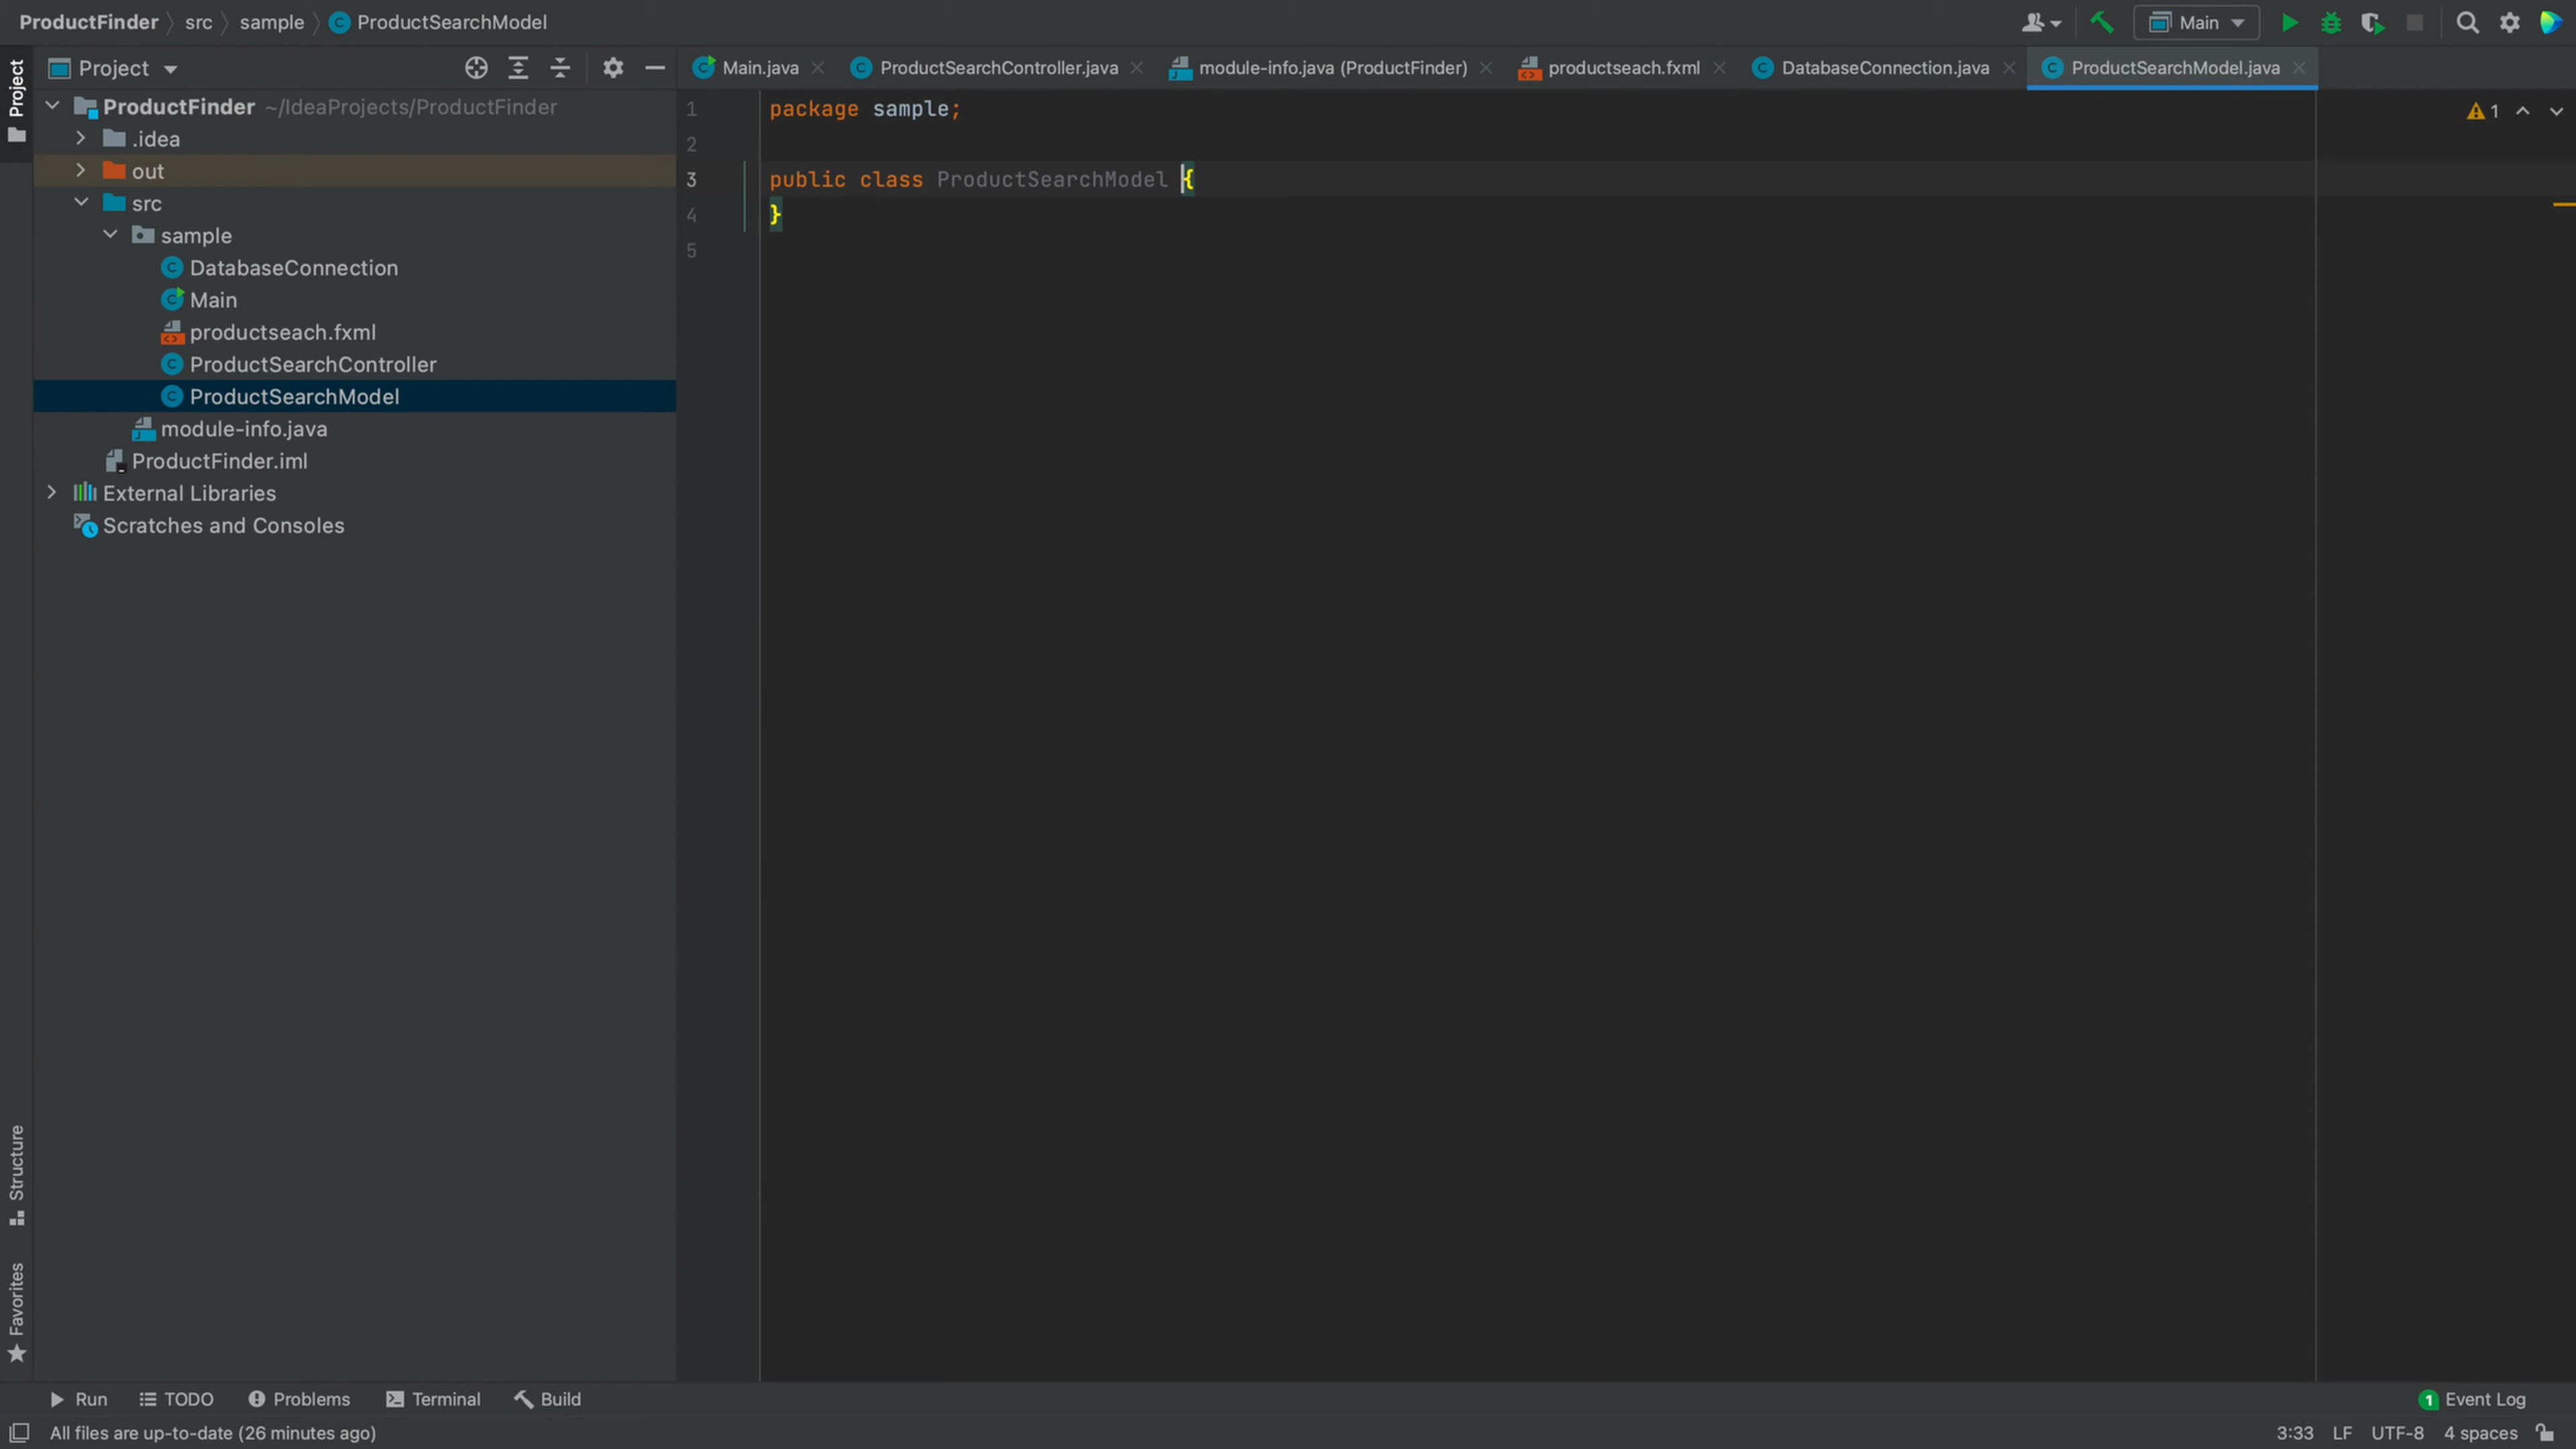 ProductFinder src sample ProductSearchModel Main
Project
Project
Main.java ProductSearchController.java module-info.java (ProductFinder) productseach.fxml DatabaseConnection.java ProductSearchModel.java
ProductFinder ~/IdeaProjects/ProductFinder
.idea
out
src
sample
DatabaseConnection
Main
productseach.fxml
ProductSearchController
ProductSearchModel
module-info.java
ProductFinder.iml
External Libraries
Scratches and Consoles
1 package sample;
2
3 public class ProductSearchModel {
4 }
5
1
Structure
Favorites
Run TODO Problems Terminal Build 1 Event Log
All files are up-to-date (26 minutes ago) 3:33 LF UTF-8 4 spaces